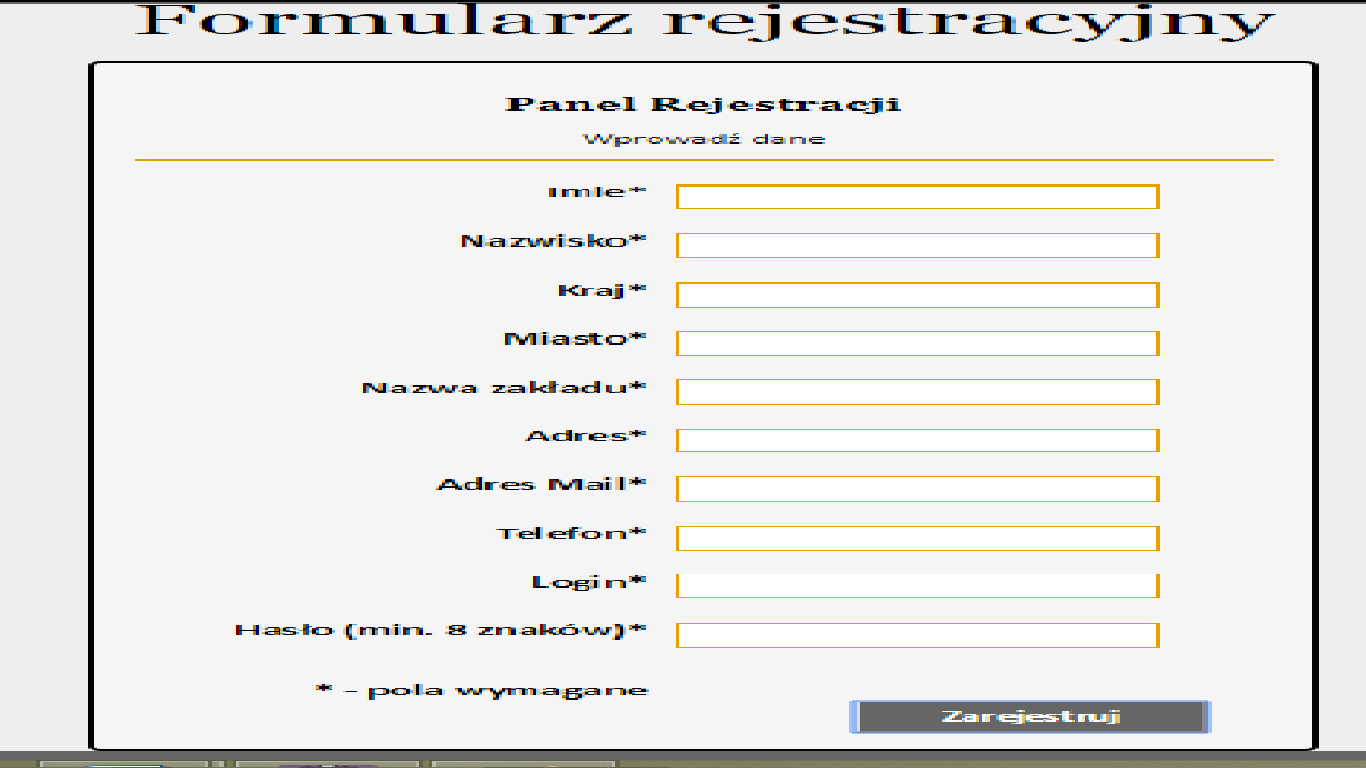 Formularz rejestracyjny
Panel Rejestracji
Wprowadź dane
Imie*
Nazwisko*
Kraj*
Miasto*
Nazwa zakładu*
Adres*
Adres Mail*
Telefon*
Login*
Hasło (min. 8 znaków)*
* - pola wymagane
Zarejestruj